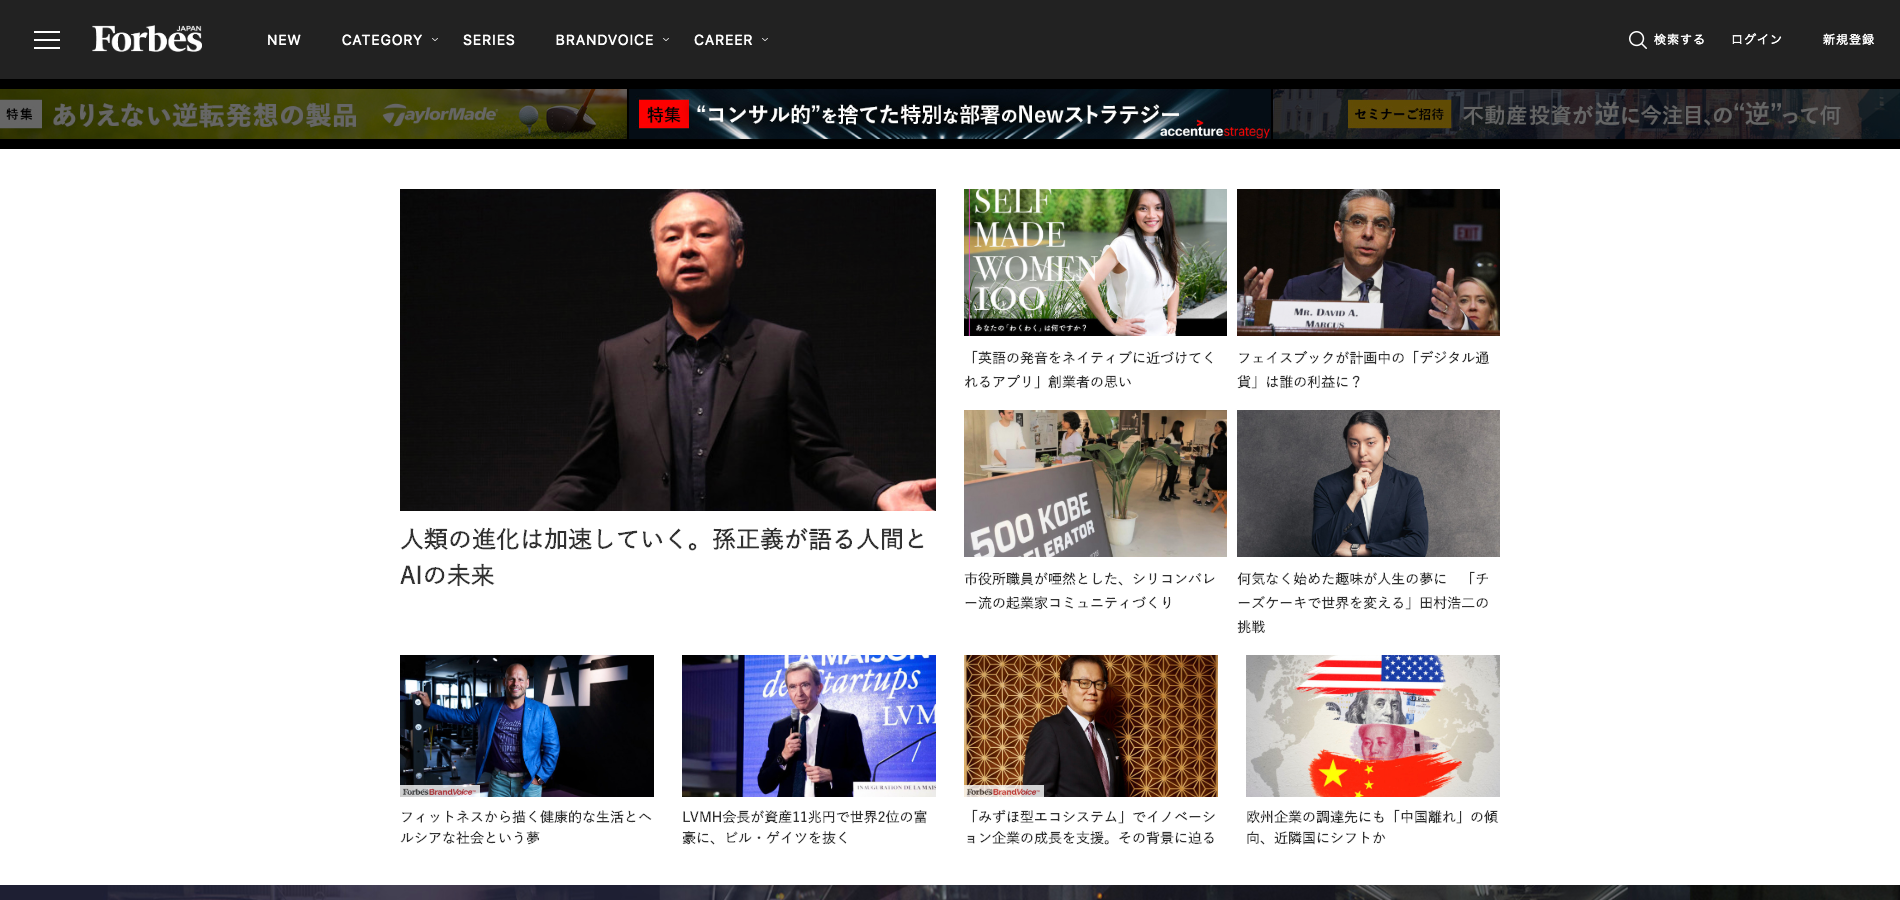 Forbes JAPAN
NEW
CATEGORY
SERIES
BRANDVOICE
CAREER
検索する
ログイン
新規登録
特集
ありえない逆転発想の製品
TaylorMade
特集
“コンサル的”を捨てた特別な部署のNewストラテジー
accenturestrategy
セミナーご招待
不動産投資が逆に今注目、の“逆”って何
SELF
MADE
WOMEN
TOO
あなたの「わくわく」は何ですか？
「英語の発音をネイティブに近づけてく
れるアプリ」創業者の思い
EXIT
MR. DAVID A.
MARCUS
フェイスブックが計画中の「デジタル通
貨」は誰の利益に？
人類の進化は加速していく。孫正義が語る人間と
AIの未来
500 KOBE
ELERATOR
市役所職員が唖然とした、シリコンバレ
ー流の起業家コミュニティづくり
何気なく始めた趣味が人生の夢に　「チ
ーズケーキで世界を変える」田村浩二の
挑戦
AF
Health
Forbes BrandVoice
フィットネスから描く健康的な生活とヘ
ルシアな社会という夢
LA MAISON
des Startups
LVM
INAUGURATION DE LA MAIS
LVMH会長が資産11兆円で世界2位の富
豪に、ビル・ゲイツを抜く
Forbes BrandVoice
「みずほ型エコシステム」でイノベーシ
ョン企業の成長を支援。その背景に迫る
欧州企業の調達先にも「中国離れ」の傾
向、近隣国にシフトか